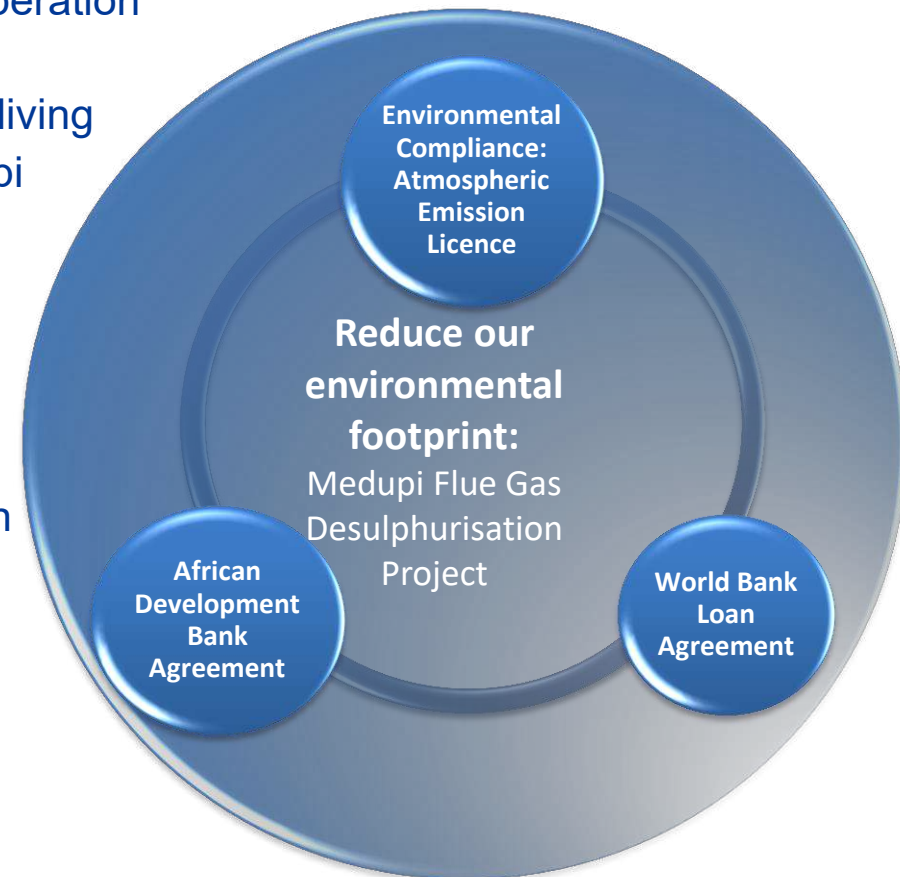 living
Environmental
Compliance:
Atmospheric
Emission
Licence
Reduce our
environmental
footprint:
Medupi Flue Gas
Desulphurisation
Project
African
Development
Bank
Agreement
World Bank
Loan
Agreement